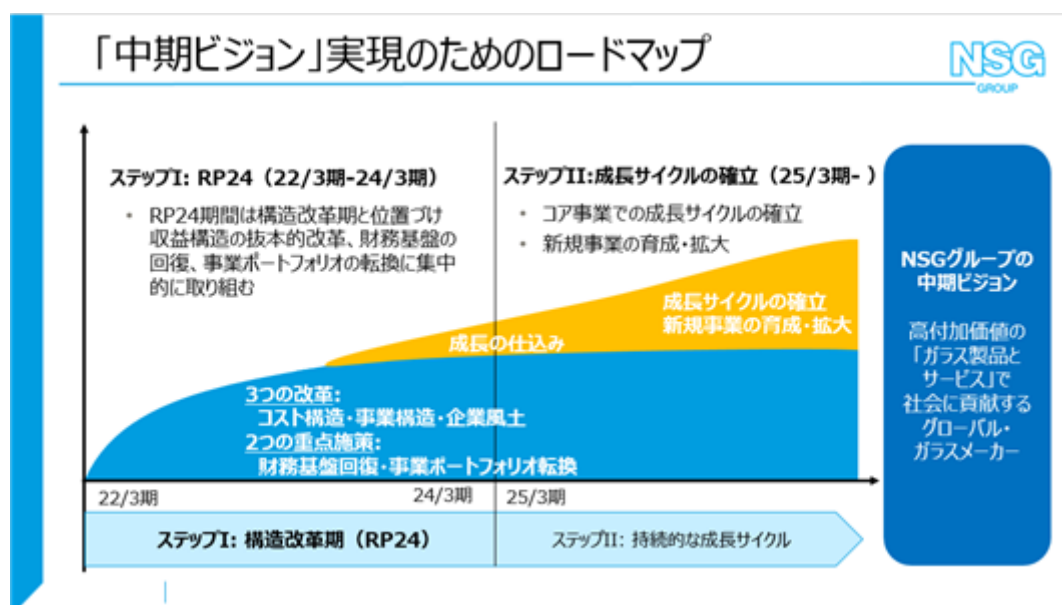 「中期ビジョン」実現のためのロードマップ
NSG
GROUP
ステップI: RP24（22/3期-24/3期）
• RP24期間は構造改革期と位置づけ
収益構造の抜本的改革、財務基盤の
回復、事業ポートフォリオの転換に集中
的に取り組む
ステップII:成長サイクルの確立（25/3期- ）
• コア事業での成長サイクルの確立
• 新規事業の育成・拡大
成長サイクルの確立
新規事業の育成・拡大
成長の仕込み
3つの改革:
コスト構造・事業構造・企業風土
2つの重点施策:
財務基盤回復・事業ポートフォリオ転換
22/3期
24/3期
25/3期
ステップI: 構造改革期（RP24）
ステップII: 持続的な成長サイクル
NSGグループの
中期ビジョン
高付加価値の
「ガラス製品と
サービス」で
社会に貢献する
グローバル・
ガラスメーカー